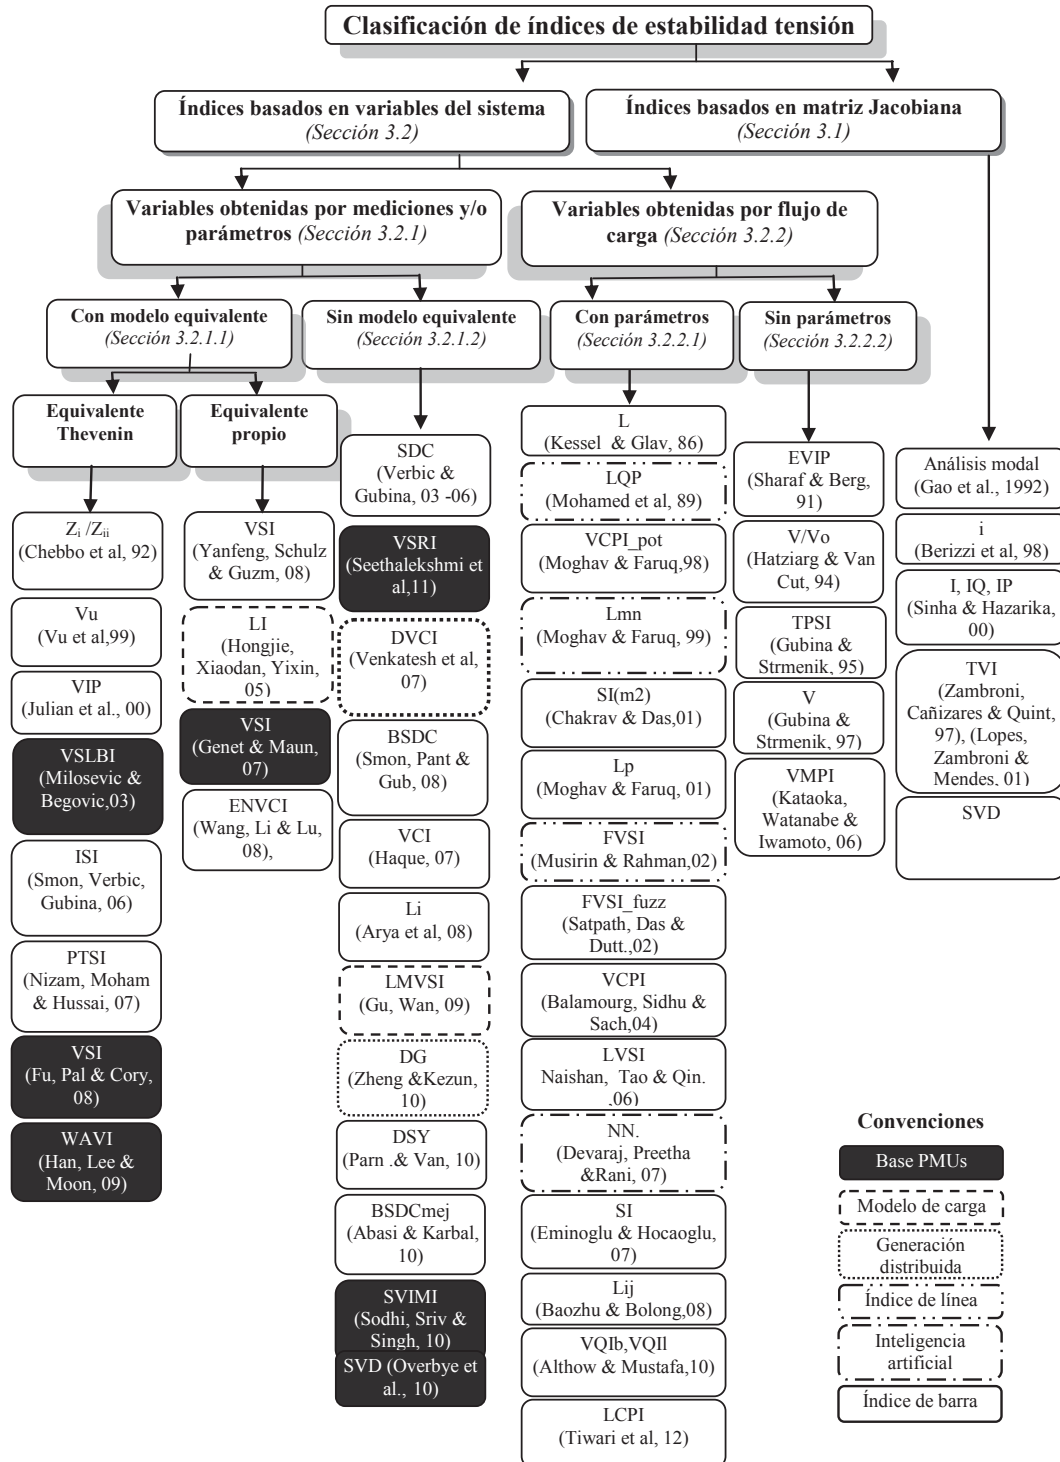 Clasificación de índices de estabilidad tensión
Índices basados en variables del sistema
(Sección 3.2)
Índices basados en matriz Jacobiana
(Sección 3.1)
Variables obtenidas por mediciones y/o
parámetros (Sección 3.2.1)
Variables obtenidas por flujo de
carga (Sección 3.2.2)
Con modelo equivalente
(Sección 3.2.1.1)
Sin modelo equivalente
(Sección 3.2.1.2)
Con parámetros
(Sección 3.2.2.1)
Sin parámetros
(Sección 3.2.2.2)
Equivalente
Thevenin
Equivalente
propio
Zi /Zii
(Chebbo et al, 92)
Vu
(Vu et al,99)
VIP
(Julian et al., 00)
VSLBI
(Milosevic &
Begovic,03)
ISI
(Smon, Verbic,
Gubina, 06)
PTSI
(Nizam, Moham
& Hussai, 07)
VSI
(Fu, Pal & Cory,
08)
WAVI
(Han, Lee &
Moon, 09)
VSI
(Yanfeng, Schulz
& Guzm, 08)
LI
(Hongjie,
Xiaodan, Yixin,
05)
VSI
(Genet & Maun,
07)
ENVCI
(Wang, Li & Lu,
08),
SDC
(Verbic &
Gubina, 03 -06)
VSRI
(Seethalekshmi et
al,11)
DVCI
(Venkatesh et al,
07)
BSDC
(Smon, Pant &
Gub, 08)
VCI
(Haque, 07)
Li
(Arya et al, 08)
LMVSI
(Gu, Wan, 09)
DG
(Zheng &Kezun,
10)
DSY
(Parn .& Van, 10)
BSDCmej
(Abasi & Karbal,
10)
SVIMI
(Sodhi, Sriv &
Singh, 10)
SVD (Overbye et
al., 10)
L
(Kessel & Glav, 86)
LQP
(Mohamed et al, 89)
VCPI_pot
(Moghav & Faruq,98)
Lmn
(Moghav & Faruq, 99)
SI(m2)
(Chakrav & Das,01)
Lp
(Moghav & Faruq, 01)
FVSI
(Musirin & Rahman,02)
FVSI_fuzz
(Satpath, Das &
Dutt.,02)
VCPI
(Balamourg, Sidhu &
Sach,04)
LVSI
Naishan, Tao & Qin.
,06)
NN.
(Devaraj, Preetha
&Rani, 07)
SI
(Eminoglu & Hocaoglu,
07)
Lij
(Baozhu & Bolong,08)
VQIb,VQIl
(Althow & Mustafa,10)
LCPI
(Tiwari et al, 12)
EVIP
(Sharaf & Berg,
91)
V/Vo
(Hatziarg & Van
Cut, 94)
TPSI
(Gubina &
Strmenik, 95)
V
(Gubina &
Strmenik, 97)
VMPI
(Kataoka,
Watanabe &
Iwamoto, 06)
Análisis modal
(Gao et al., 1992)
i
(Berizzi et al, 98)
I, IQ, IP
(Sinha & Hazarika,
00)
TVI
(Zambroni,
Cañizares & Quint,
97), (Lopes,
Zambroni &
Mendes, 01)
SVD
Convenciones
Base PMUs
Modelo de carga
Generación
distribuida
Índice de línea
Inteligencia
artificial
Índice de barra